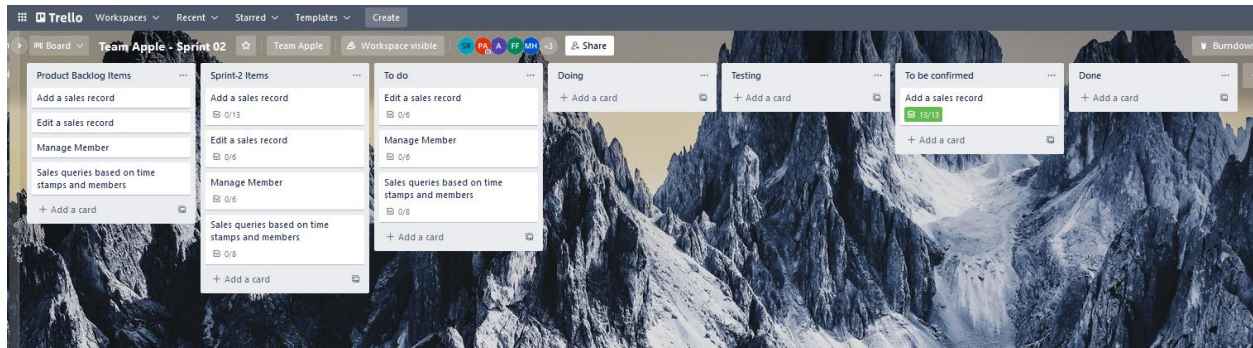 Trello Workspaces Recent Starred Templates Create
Board Team Apple - Sprint 02 Team Apple Workspace visible SR PA A FF MH +3 Share Burndow
Product Backlog Items
Add a sales record
Edit a sales record
Manage Member
Sales queries based on time
stamps and members
+ Add a card
Sprint-2 Items
Add a sales record
0/13
Edit a sales record
0/6
Manage Member
0/6
Sales queries based on time
stamps and members
0/8
+ Add a card
To do
Edit a sales record
0/6
Manage Member
0/6
Sales queries based on time
stamps and members
0/8
+ Add a card
Doing
+ Add a card
Testing
+ Add a card
To be confirmed
Add a sales record
13/13
+ Add a card
Done
+ Add a card